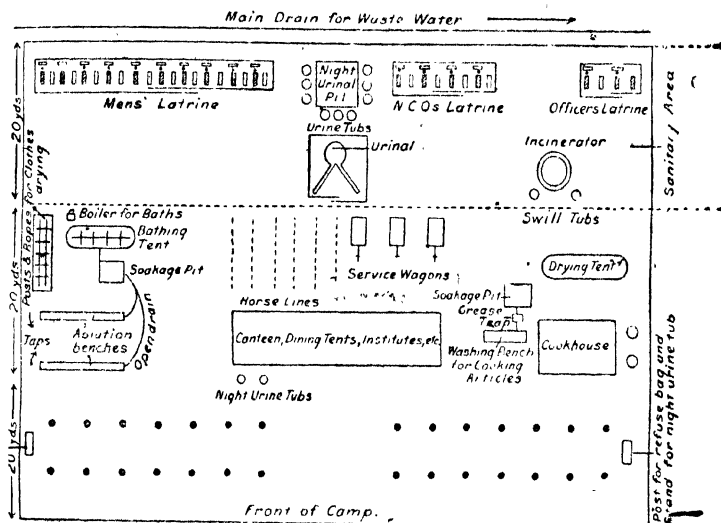 Main Drain for Waste Water
Night
Urinal
Pit
Mens' Latrine
NCOs Latrine
Officers Latrine
Urine Tubs
Urinal
Incinerator
Sanitary Area
20 yds
Posts & Ropes for Clothes
drying
Boiler for Baths
Bathing
Tent
Swill Tubs
Soakage Pit
Service Wagons
Drying Tent
20 yds
Horse Lines
Soakage Pit
Grease
Trap
Open drain
Taps
Ablution
benches
Canteen, Dining Tents, Institutes, etc.
Cookhouse
Washing Bench
for Cooking
Articles
Night Urine Tubs
20 yds
Post for refuse bag and
stand for night urine tub
Front of Camp.